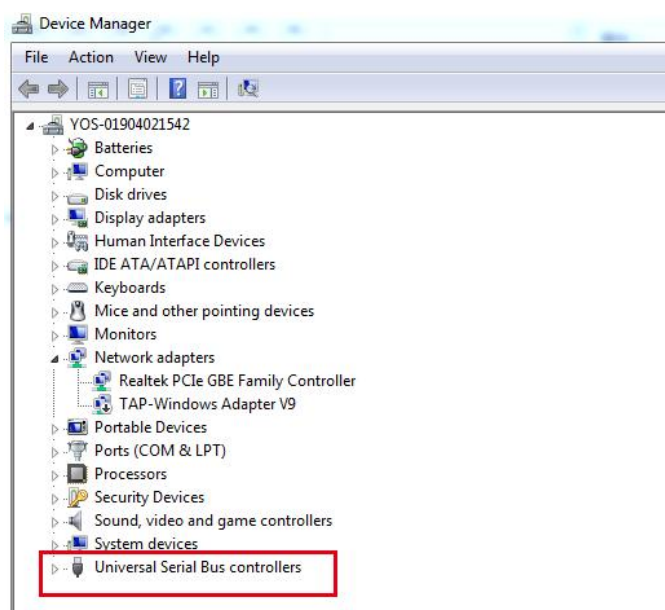 Device Manager
File Action View Help
YOS-01904021542
Batteries
Computer
Disk drives
Display adapters
Human Interface Devices
IDE ATA/ATAPI controllers
Keyboards
Mice and other pointing devices
Monitors
Network adapters
Realtek PCIe GBE Family Controller
TAP-Windows Adapter V9
Portable Devices
Ports (COM & LPT)
Processors
Security Devices
Sound, video and game controllers
System devices
Universal Serial Bus controllers